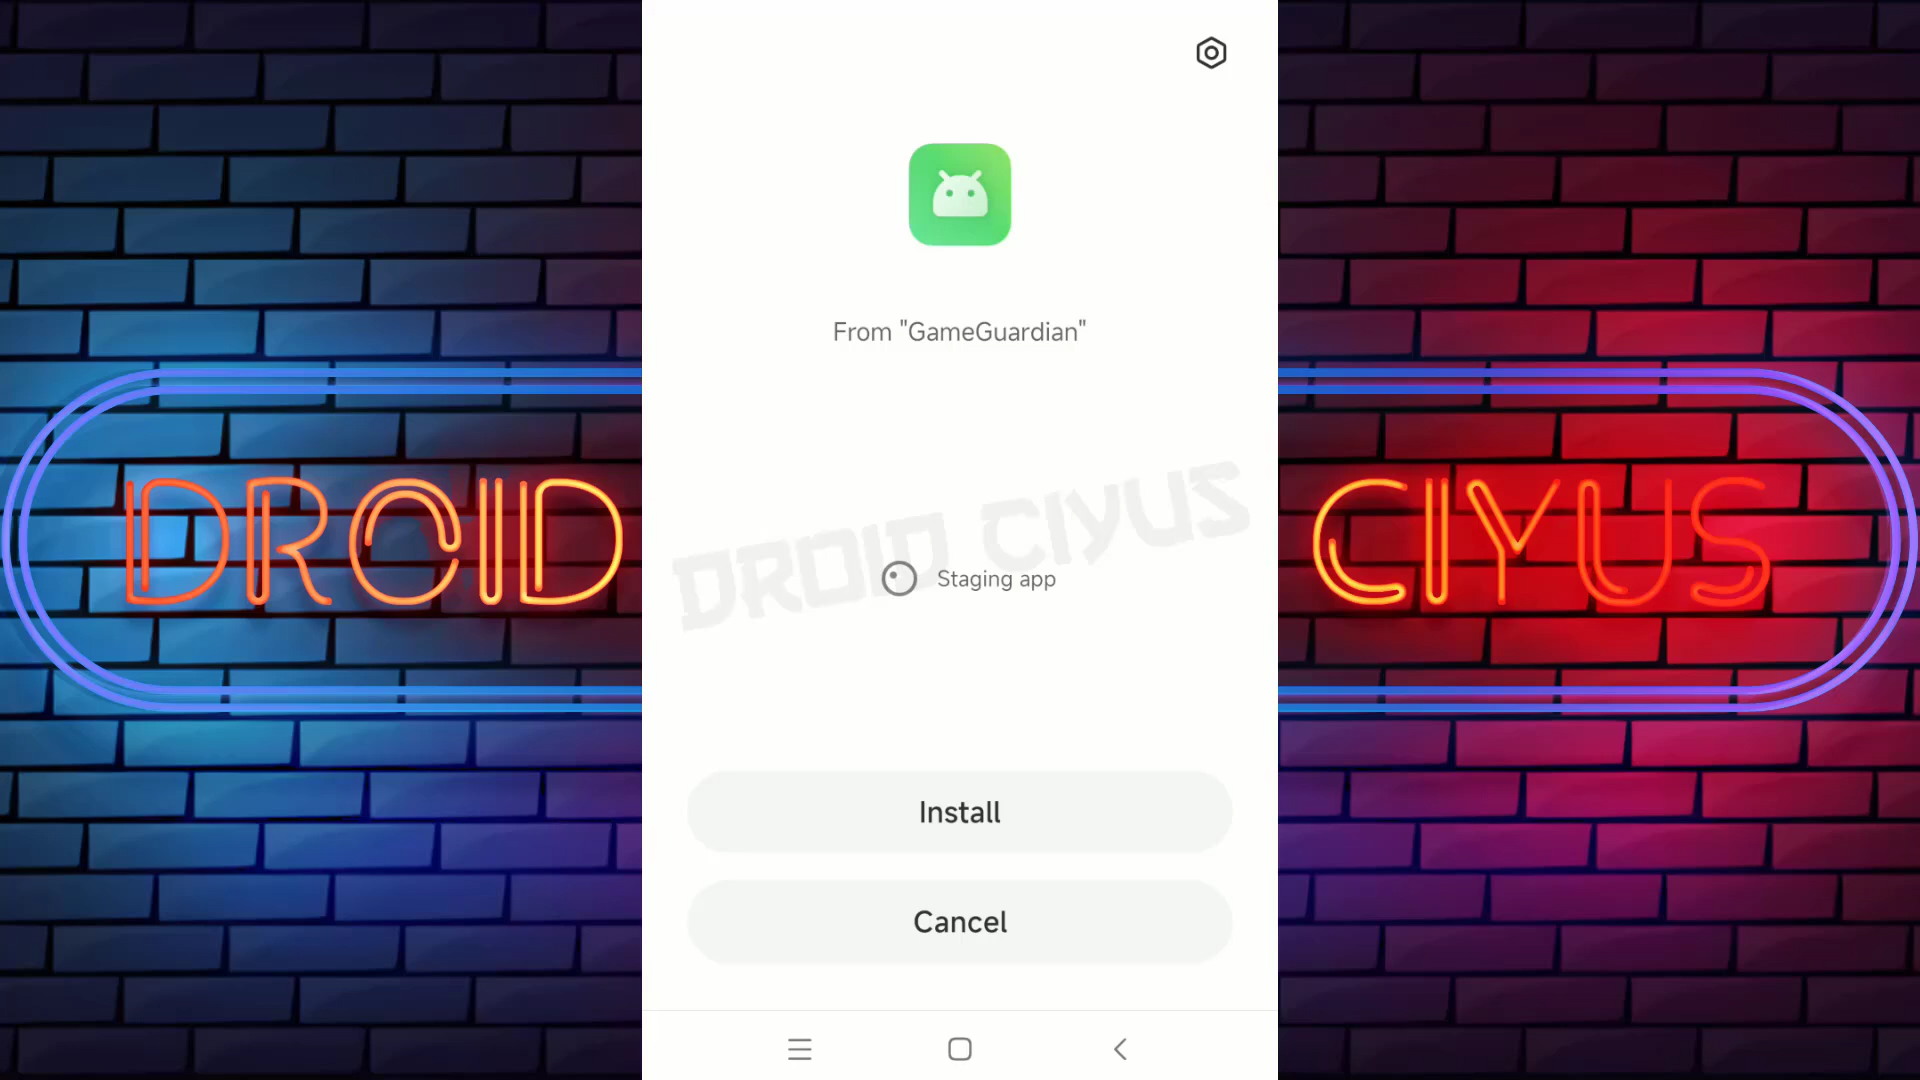 From "GameGuardian"
DROID CIYUS
DROID CIYUS
Staging app
Install
Cancel